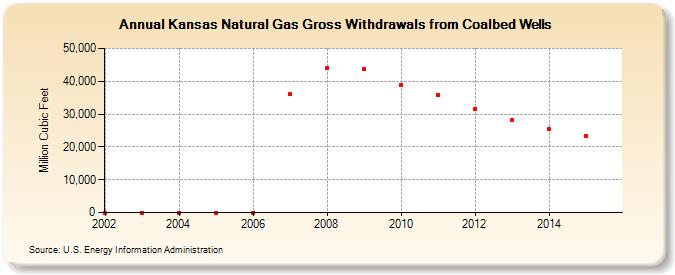 Annual Kansas Natural Gas Gross Withdrawals from Coalbed Wells
Million Cubic Feet
50,000
40,000
30,000
20,000
10,000
0
2002 2004 2006 2008 2010 2012 2014
Source: U.S. Energy Information Administration